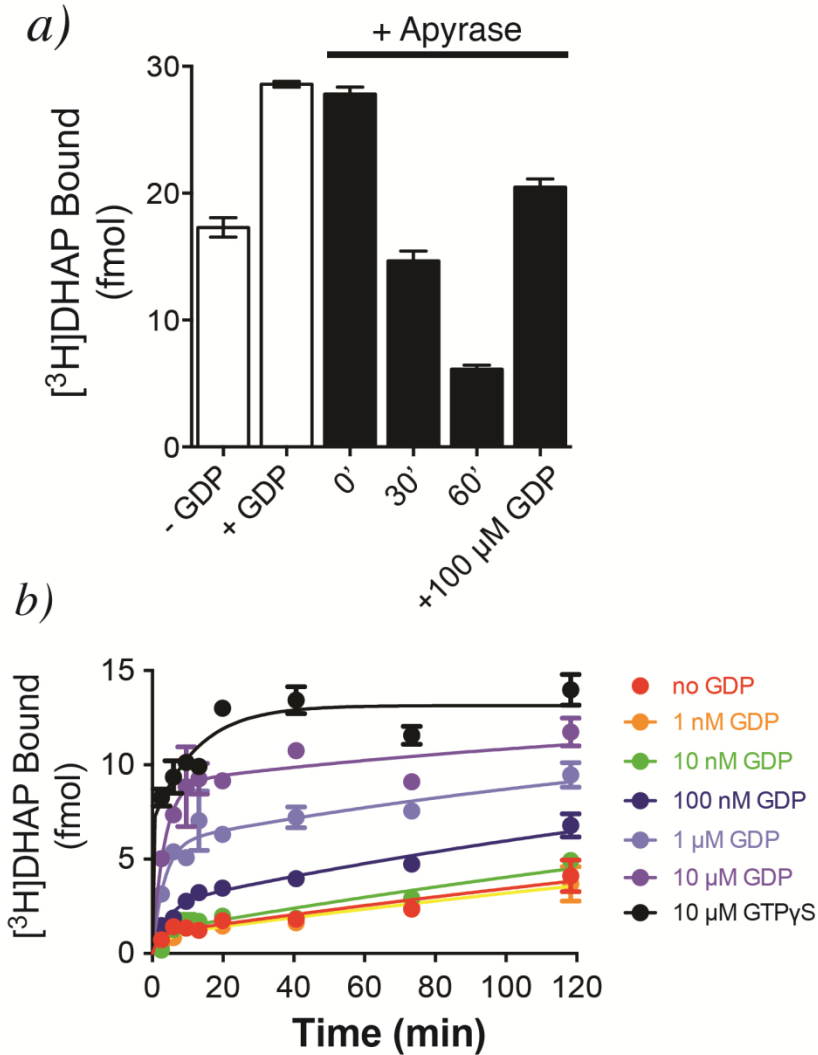 a)
+ Apyrase
[³H]DHAP Bound
(fmol)
30
20
10
0
- GDP
+ GDP
0'
30'
60'
+100 µM GDP
b)
[³H]DHAP Bound
(fmol)
15
10
5
0
0
20
40
60
80
100
120
Time (min)
no GDP
1 nM GDP
10 nM GDP
100 nM GDP
1 µM GDP
10 µM GDP
10 µM GTPγS